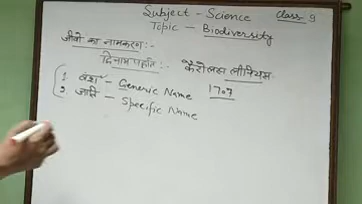 Subject - Science Class- 9
Topic - Biodiversity
जीवों का नामकरण :-
द्विनाम पद्धति :- कैरोलस लीनियस
1 वंश - Generic Name 1707
2 जाति - Specific Name